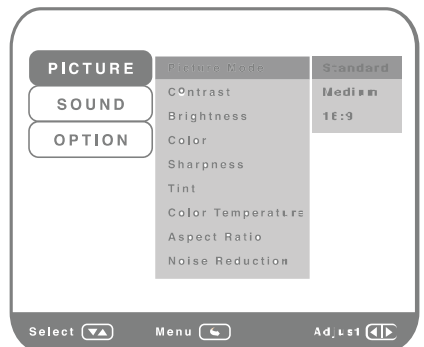 PICTURE
SOUND
OPTION
Picture Mode
Contrast
Brightness
Color
Sharpness
Tint
Color Temperature
Aspect Ratio
Noise Reduction
Standard
Medium
16:9
Select
Menu
Adjust